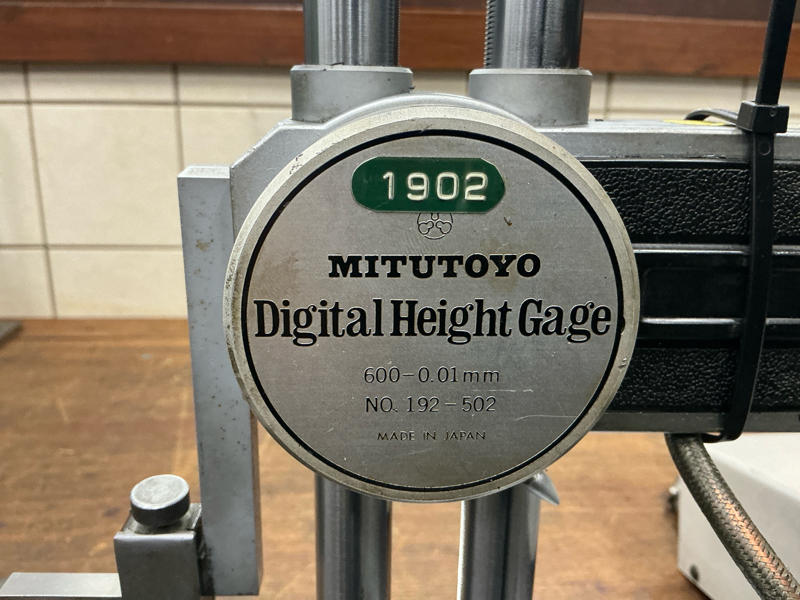 1902
MITUTOYO
Digital Height Gage
600-0.01mm
NO. 192-502
MADE IN JAPAN